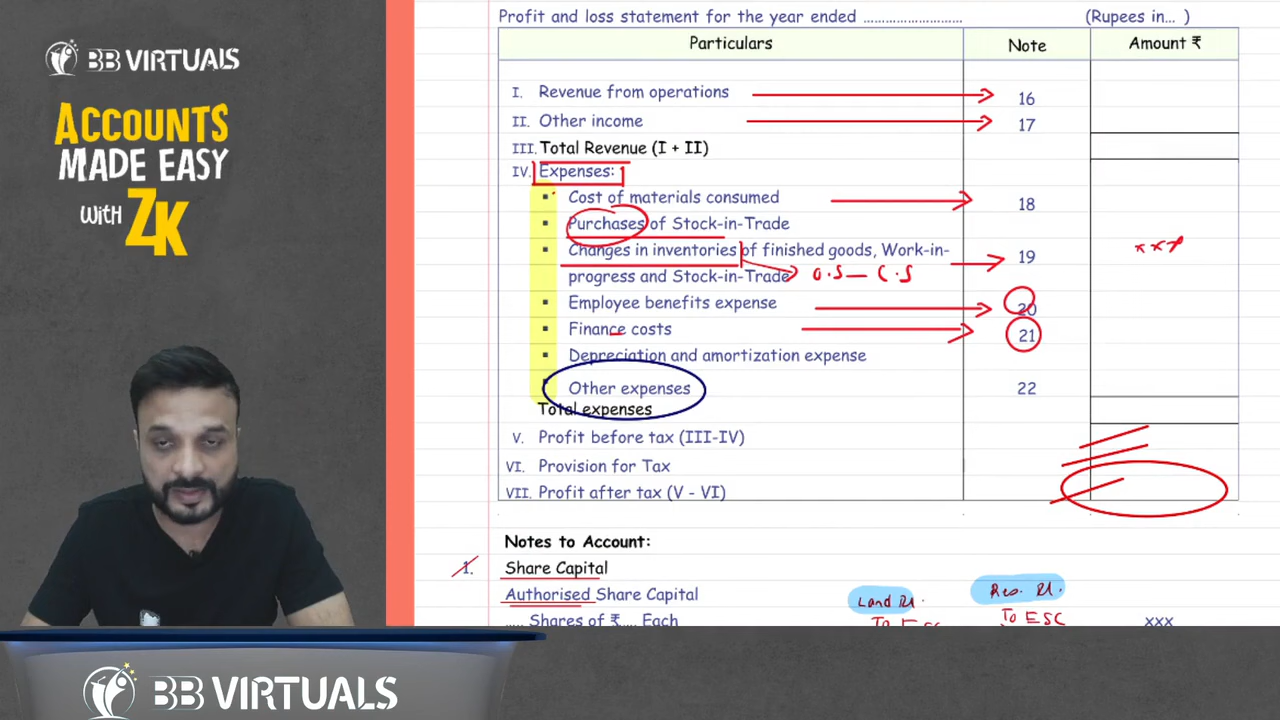 BB VIRTUALS
ACCOUNTS
MADE EASY
with ZK
Profit and loss statement for the year ended ............................ (Rupees in... )
Particulars Note Amount ₹
I. Revenue from operations 16
II. Other income 17
III. Total Revenue (I + II)
IV. Expenses:
▪ Cost of materials consumed 18
▪ Purchases of Stock-in-Trade
▪ Changes in inventories of finished goods, Work-in- 19 xxx
progress and Stock-in-Trade O.S — C.S
▪ Employee benefits expense 20
▪ Finance costs 21
▪ Depreciation and amortization expense
▪ Other expenses 22
Total expenses
V. Profit before tax (III-IV)
VI. Provision for Tax
VII. Profit after tax (V - VI)
Notes to Account:
1. Share Capital
Authorised Share Capital Land Rl. Res. Rl.
..... Shares of ₹.... Each To ESC To ESC xxx
BB VIRTUALS